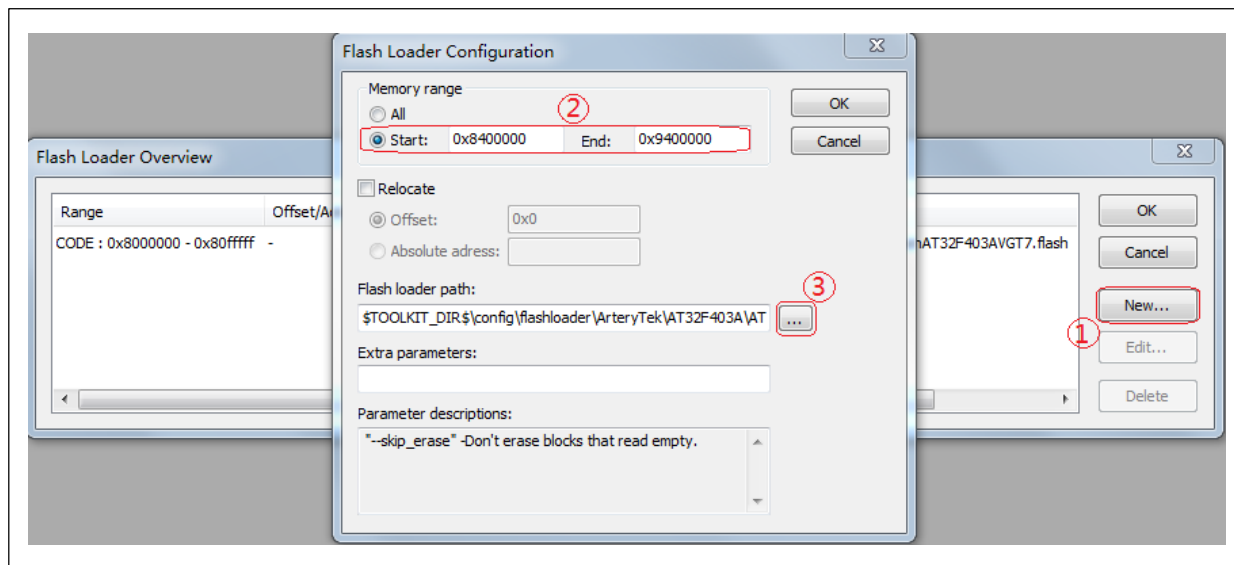 Flash Loader Configuration
Memory range
All
②
Start: 0x8400000 End: 0x9400000
OK
Cancel
Relocate
Offset: 0x0
Absolute adress:
Flash loader path:
③
$TOOLKIT_DIR$\config\flashloader\ArteryTek\AT32F403A\AT ...
Extra parameters:
Parameter descriptions:
"--skip_erase" -Don't erase blocks that read empty.
Flash Loader Overview
Range Offset/A
CODE : 0x8000000 - 0x80fffff -
AT32F403AVGT7.flash
OK
Cancel
New...
①
Edit...
Delete